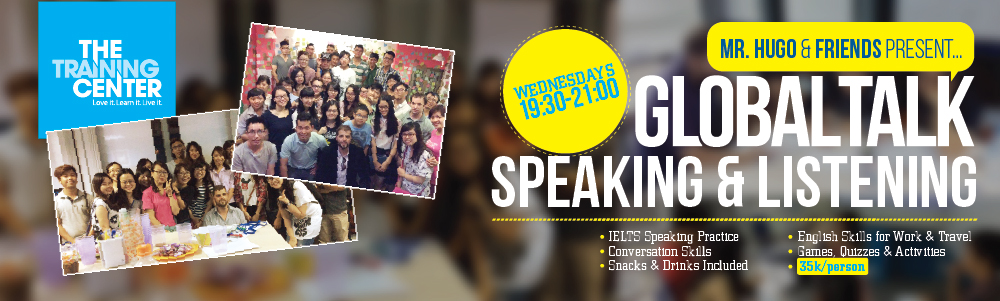 THE
TRAINING
CENTER
Love it. Learn it. Live it.
WEDNESDAYS
19:30-21:00
MR. HUGO & FRIENDS PRESENT...
GLOBALTALK
SPEAKING & LISTENING
• IELTS Speaking Practice
• Conversation Skills
• Snacks & Drinks Included
• English Skills for Work & Travel
• Games, Quizzes & Activities
• 35k/person